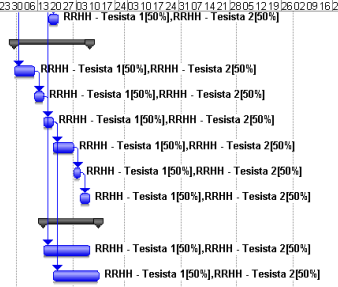 23 30 06 13 20 27 03 10 17 24 03 10 17 24 31 07 14 21 28 05 12 19 26 02 09 16 2
RRHH - Tesista 1[50%],RRHH - Tesista 2[50%]
RRHH - Tesista 1[50%],RRHH - Tesista 2[50%]
RRHH - Tesista 1[50%],RRHH - Tesista 2[50%]
RRHH - Tesista 1[50%],RRHH - Tesista 2[50%]
RRHH - Tesista 1[50%],RRHH - Tesista 2[50%]
RRHH - Tesista 1[50%],RRHH - Tesista 2[50%]
RRHH - Tesista 1[50%],RRHH - Tesista 2[50%]
RRHH - Tesista 1[50%],RRHH - Tesista 2[50%]
RRHH - Tesista 1[50%],RRHH - Tesista 2[50%]